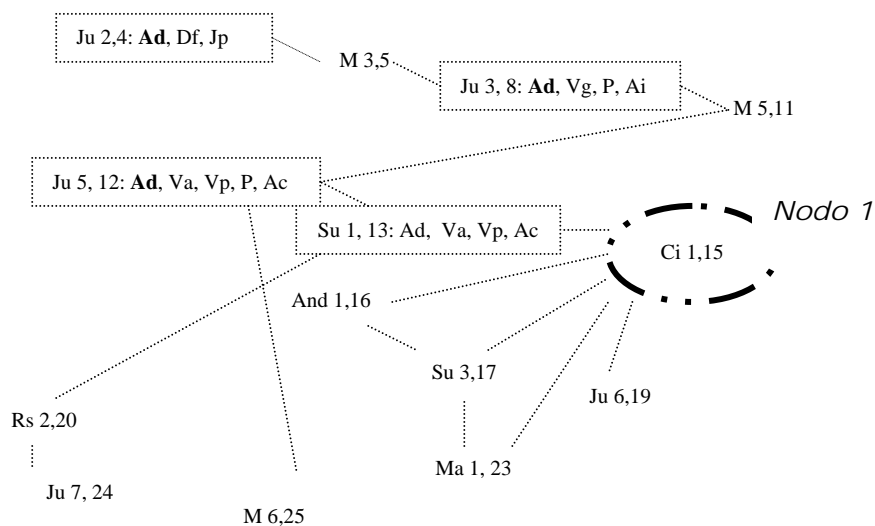 Ju 2,4: Ad, Df, Jp
M 3,5
Ju 3, 8: Ad, Vg, P, Ai
M 5,11
Ju 5, 12: Ad, Va, Vp, P, Ac
Nodo 1
Su 1, 13: Ad, Va, Vp, Ac
Ci 1,15
And 1,16
Su 3,17
Ju 6,19
Rs 2,20
Ma 1, 23
Ju 7, 24
M 6,25